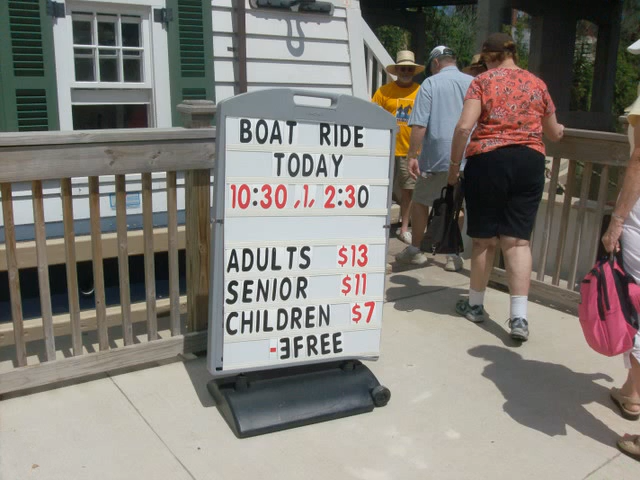 BOAT RIDE
TODAY
10:30 ,1, 2:30
ADULTS $13
SENIOR $11
CHILDREN $7
-3FREE